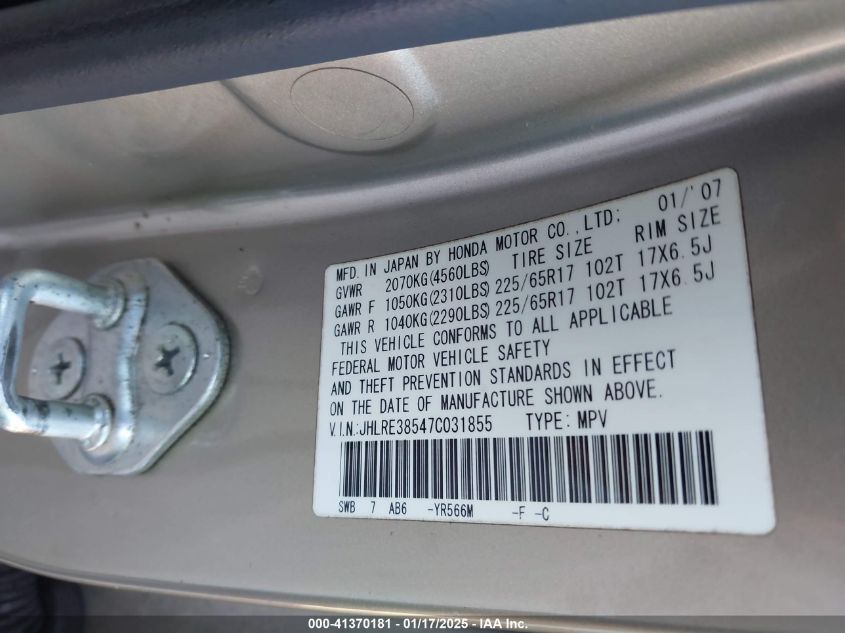 MFD. IN JAPAN BY HONDA MOTOR CO.,LTD; 01/'07
GVWR 2070KG(4560LBS) TIRE SIZE RIM SIZE
GAWR F 1050KG(2310LBS) 225/65R17 102T 17X6.5J
GAWR R 1040KG(2290LBS) 225/65R17 102T 17X6.5J
THIS VEHICLE CONFORMS TO ALL APPLICABLE
FEDERAL MOTOR VEHICLE SAFETY
AND THEFT PREVENTION STANDARDS IN EFFECT
ON THE DATE OF MANUFACTURE SHOWN ABOVE.
V.I.N:JHLRE38547C031855 TYPE: MPV
SWB 7 AB6 -YR566M -F -C
000-41370181 - 01/17/2025 - 1 - IAA Inc.